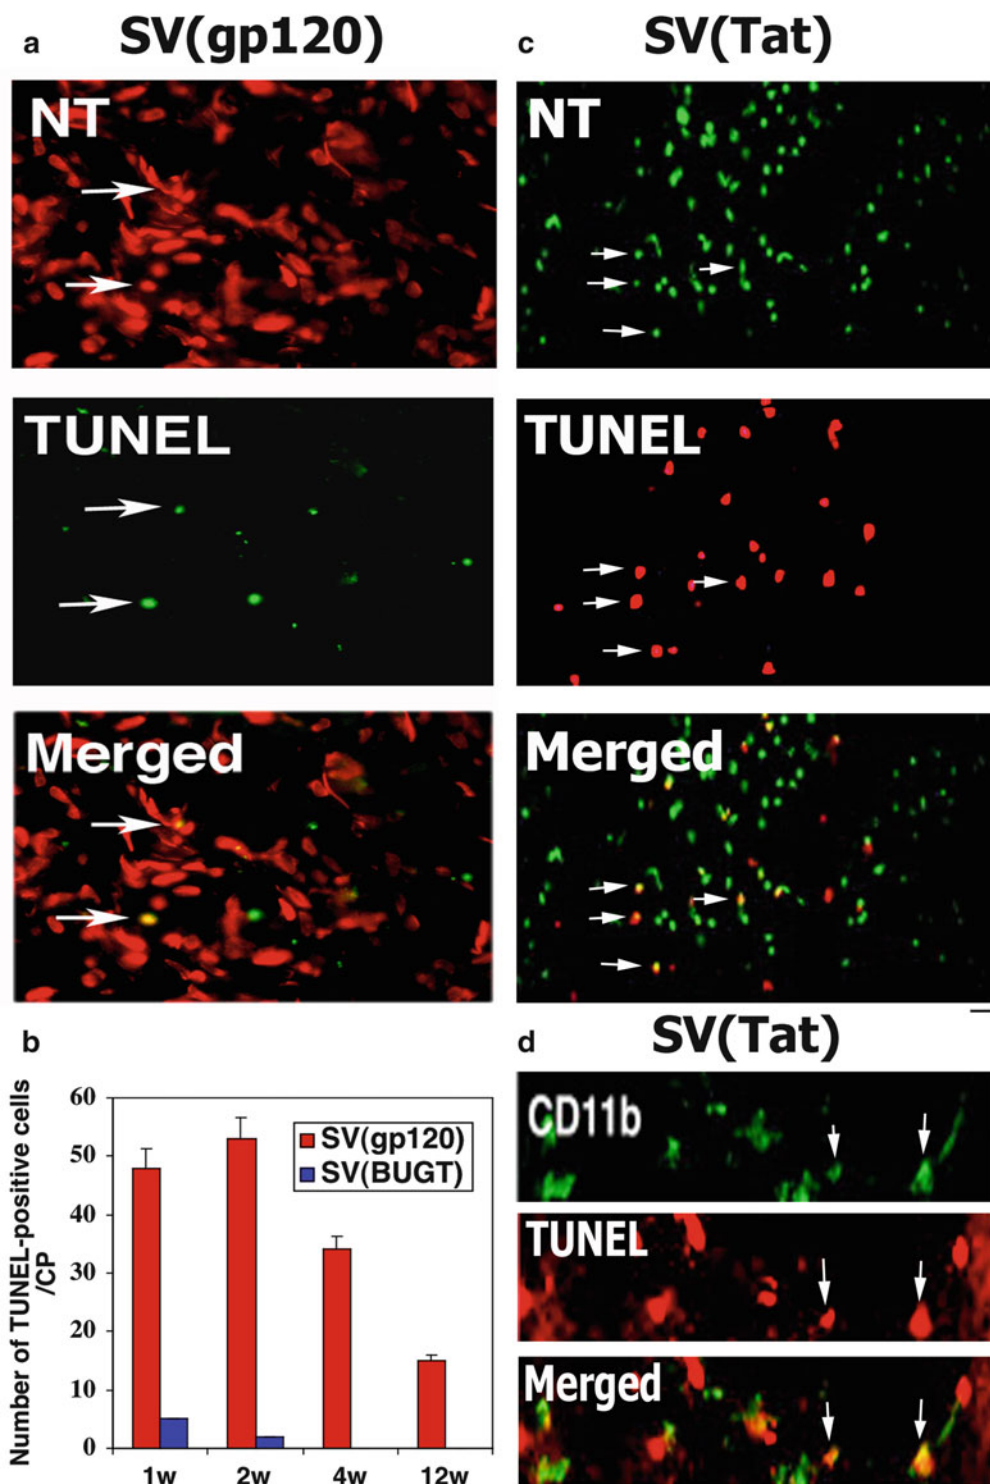 a SV(gp120)
NT
TUNEL
Merged
c SV(Tat)
NT
TUNEL
Merged
b
Number of TUNEL-positive cells
/CP
60
50
40
30
20
10
0
SV(gp120)
SV(BUGT)
1w 2w 4w 12w
d SV(Tat)
CD11b
TUNEL
Merged